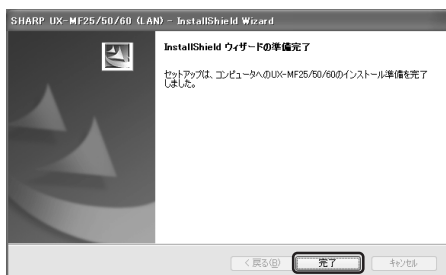 SHARP UX-MF25/50/60 (LAN) - InstallShield Wizard
InstallShield ウィザードの準備完了
セットアップは、コンピュータへのUX-MF25/50/60のインストール準備を完了
しました。
< 戻る(B)
完了
キャンセル